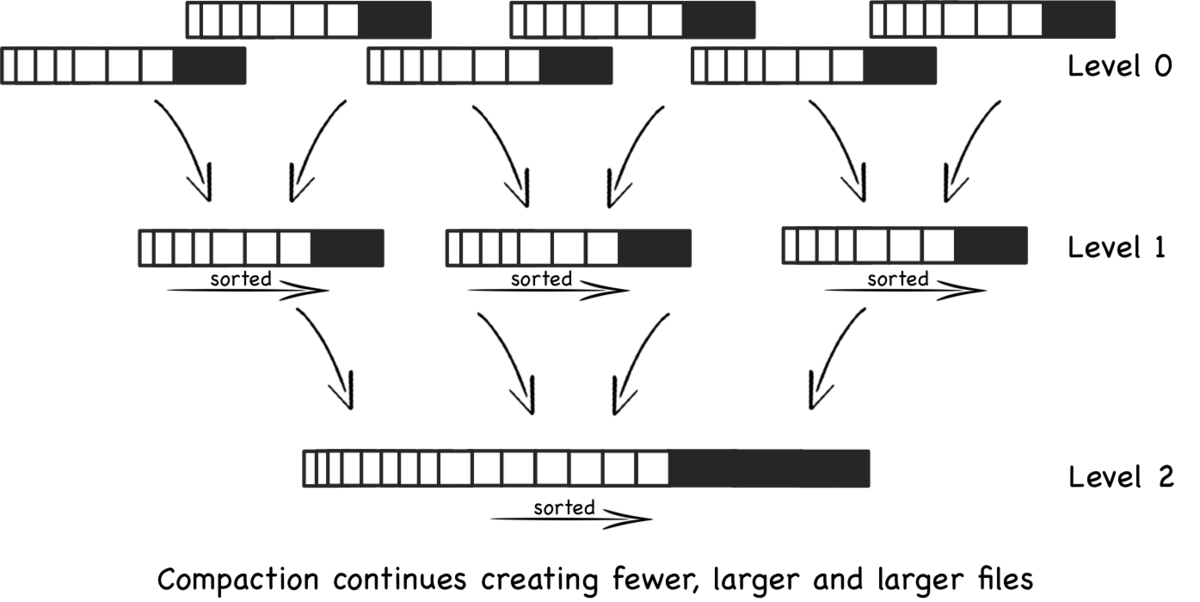 Level 0
Level 1
sorted
sorted
sorted
Level 2
sorted
Compaction continues creating fewer, larger and larger files